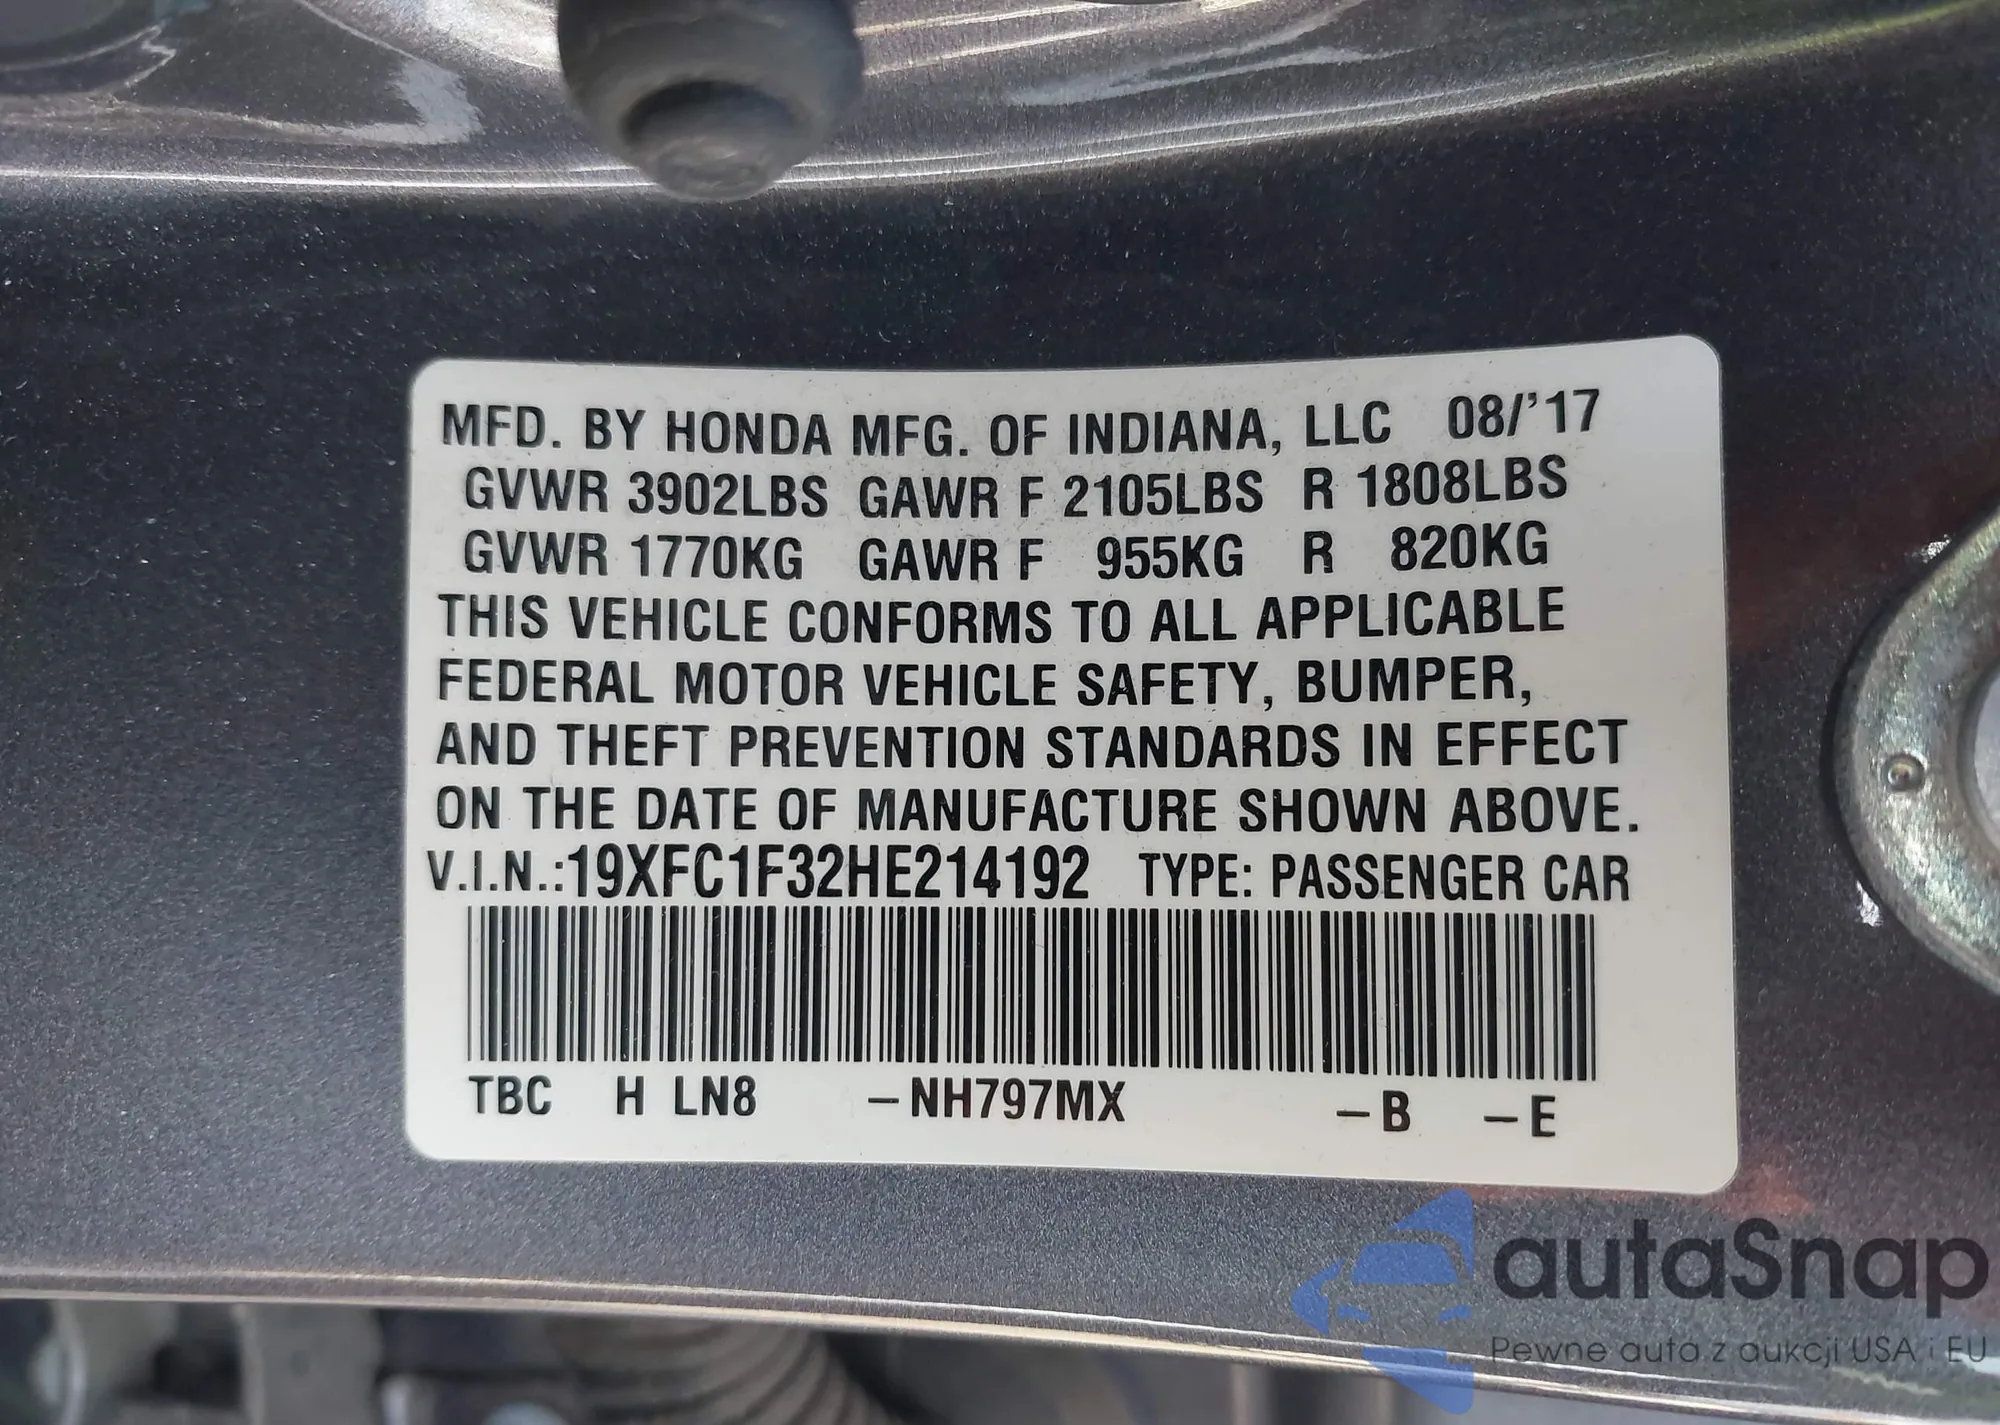 MFD. BY HONDA MFG. OF INDIANA, LLC 08/'17
GVWR 3902LBS GAWR F 2105LBS R 1808LBS
GVWR 1770KG GAWR F 955KG R 820KG
THIS VEHICLE CONFORMS TO ALL APPLICABLE
FEDERAL MOTOR VEHICLE SAFETY, BUMPER,
AND THEFT PREVENTION STANDARDS IN EFFECT
ON THE DATE OF MANUFACTURE SHOWN ABOVE.
V.I.N.:19XFC1F32HE214192 TYPE: PASSENGER CAR
TBC H LN8 –NH797MX –B –E
autaSnap
Pewne auta z aukcji USA i EU